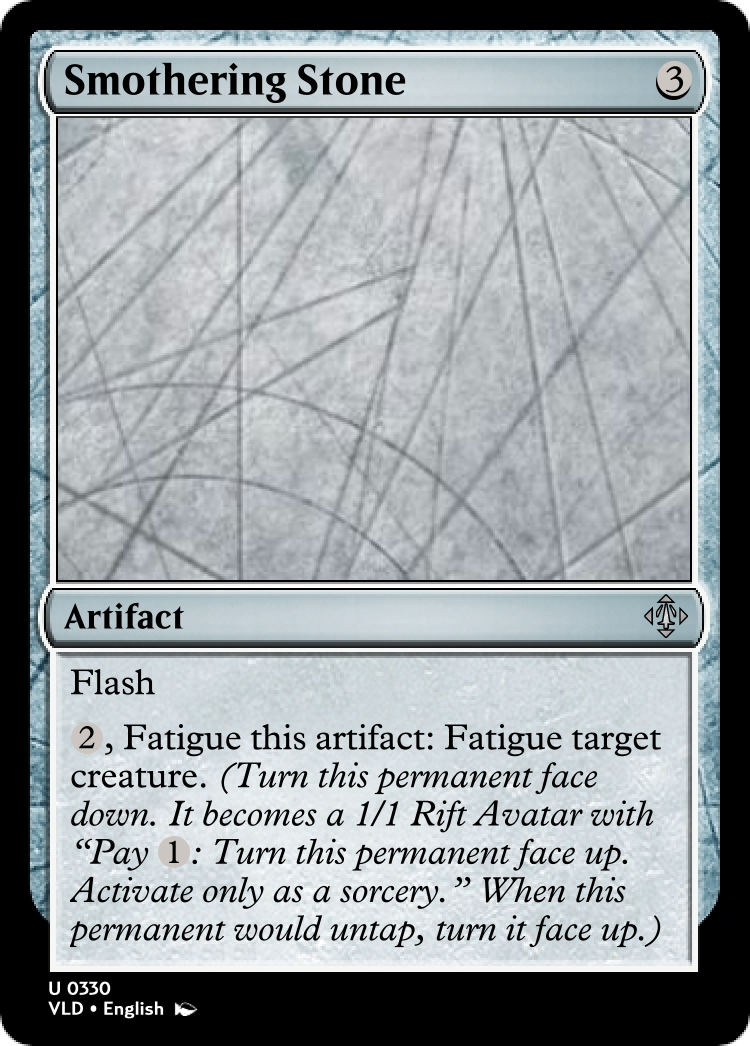 Smothering Stone 3
Artifact
Flash
2, Fatigue this artifact: Fatigue target
creature. (Turn this permanent face
down. It becomes a 1/1 Rift Avatar with
“Pay 1: Turn this permanent face up.
Activate only as a sorcery.” When this
permanent would untap, turn it face up.)
U 0330
VLD • English